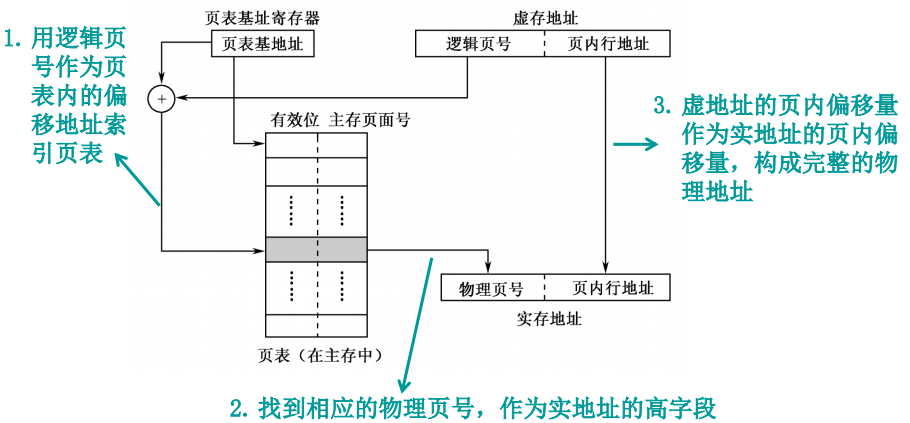 页表基址寄存器
虚存地址
1. 用逻辑页
号作为页
表内的偏
移地址索
引页表
页表基地址
逻辑页号
页内行地址
+
有效位 主存页面号
3. 虚地址的页内偏移量
作为实地址的页内偏
移量，构成完整的物
理地址
物理页号
页内行地址
实存地址
页表（在主存中）
2. 找到相应的物理页号，作为实地址的高字段